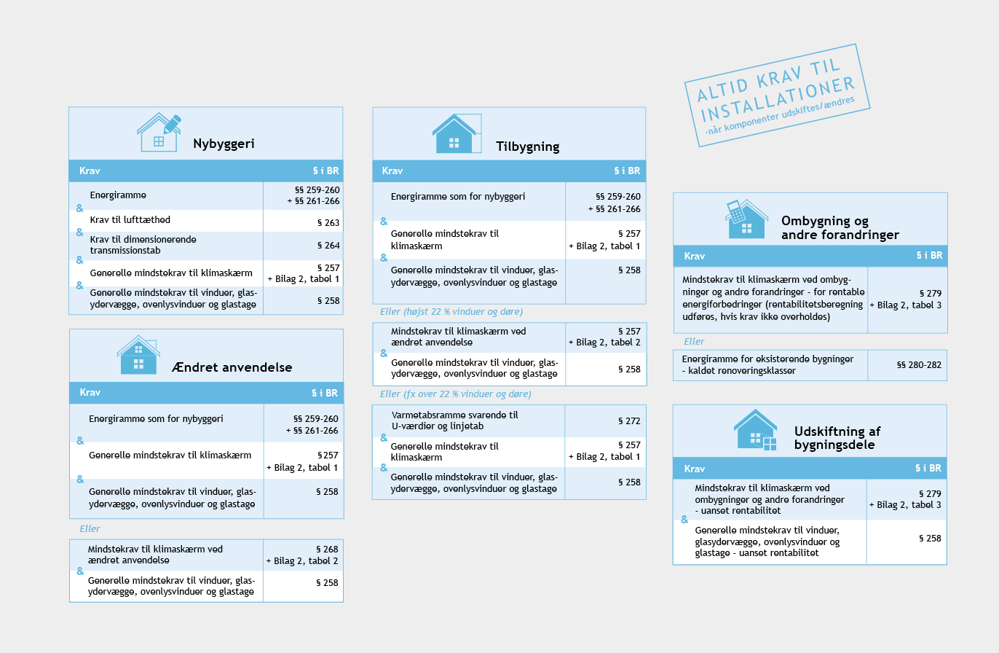 ALTID KRAV TIL
INSTALLATIONER
-når komponenter udskiftes/ændres
Nybyggeri
Krav § i BR
Energiramme §§ 259-260
+ §§ 261-266
&
Krav til lufttæthed § 263
&
Krav til dimensionerende
transmissionstab § 264
&
Generelle mindstekrav til klimaskærm § 257
+ Bilag 2, tabel 1
&
Generelle mindstekrav til vinduer, glas-
ydervægge, ovenlysvinduer og glastage § 258
Ændret anvendelse
Krav § i BR
Energiramme som for nybyggeri §§ 259-260
+ §§ 261-266
&
Generelle mindstekrav til klimaskærm §257
+ Bilag 2, tabel 1
&
Generelle mindstekrav til vinduer, glas- § 258
ydervægge, ovenlysvinduer og glastage
Eller
Mindstekrav til klimaskærm ved § 268
ændret anvendelse + Bilag 2, tabel 2
&
Generelle mindstekrav til vinduer, glas- § 258
ydervægge, ovenlysvinduer og glastage
Tilbygning
Krav § i BR
Energiramme som for nybyggeri §§ 259-260
+ §§ 261-266
&
Generelle mindstekrav til § 257
klimaskærm + Bilag 2, tabel 1
&
Generelle mindstekrav til vinduer, glas- § 258
ydervægge, ovenlysvinduer og glastage
Eller (højst 22 % vinduer og døre)
Mindstekrav til klimaskærm ved § 257
ændret anvendelse + Bilag 2, tabel 2
&
Generelle mindstekrav til vinduer, glas-
ydervægge, ovenlysvinduer og glastage § 258
Eller (fx over 22 % vinduer og døre)
Varmetabsramme svarende til
U-værdier og linjetab § 272
&
Generelle mindstekrav til § 257
klimaskærm + Bilag 2, tabel 1
&
Generelle mindstekrav til vinduer, glas-
ydervægge, ovenlysvinduer og glastage § 258
Ombygning og
andre forandringer
Krav § i BR
Mindstekrav til klimaskærm ved ombyg-
ninger og andre forandringer - for rentable § 279
energiforbedringer (rentabilitetsberegning + Bilag 2, tabel 3
udføres, hvis krav ikke overholdes)
Eller
Energiramme for eksisterende bygninger
- kaldet renoveringsklasser §§ 280-282
Udskiftning af
bygningsdele
Krav § i BR
Mindstekrav til klimaskærm ved § 279
ombygninger og andre forandringer + Bilag 2, tabel 3
- uanset rentabilitet
&
Generelle mindstekrav til vinduer,
glasydervægge, ovenlysvinduer og § 258
glastage - uanset rentabilitet